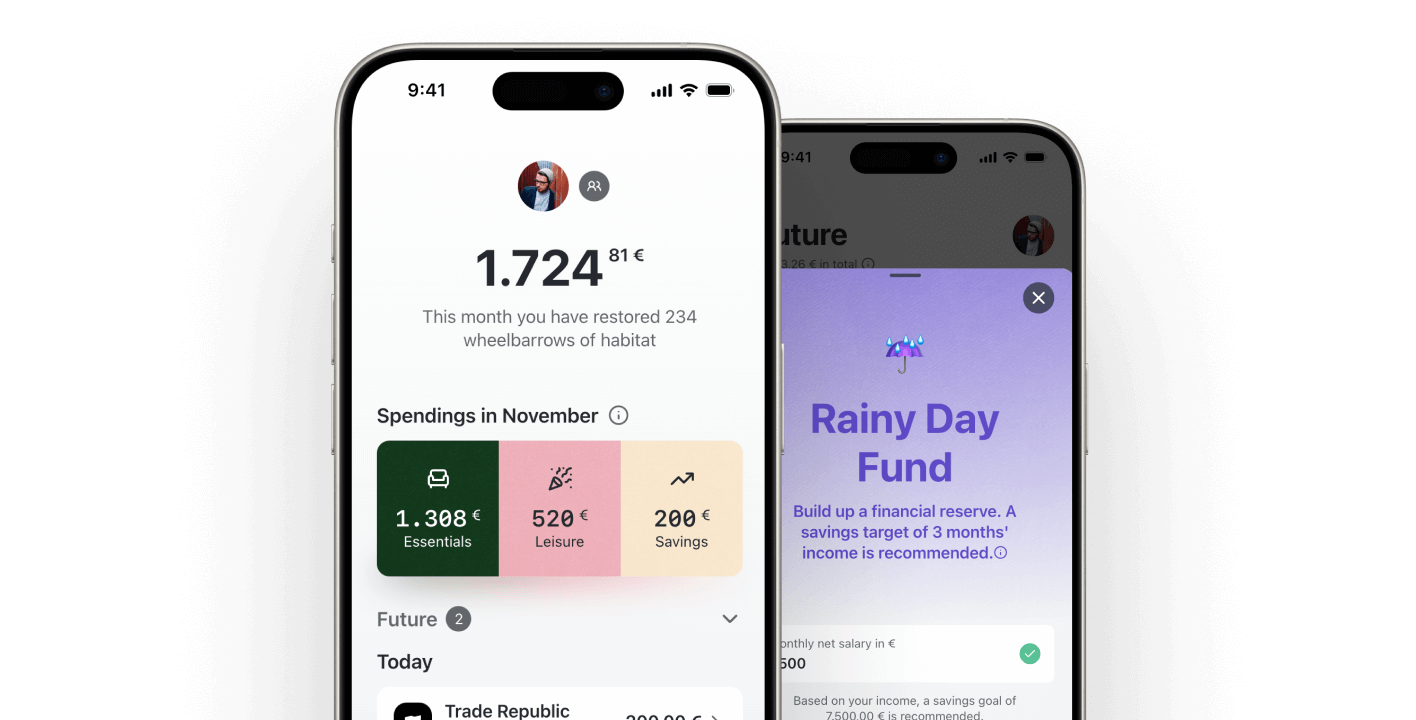 9:41
1.724 81 €
This month you have restored 234
wheelbarrows of habitat
Spendings in November
1.308 €
Essentials
520 €
Leisure
200 €
Savings
Future 2
Today
Trade Republic
200,00 €
9:41
uture
3.26 € in total
Rainy Day
Fund
Build up a financial reserve. A
savings target of 3 months'
income is recommended.
onthly net salary in €
500
Based on your income, a savings goal of
7.500,00 € is recommended.